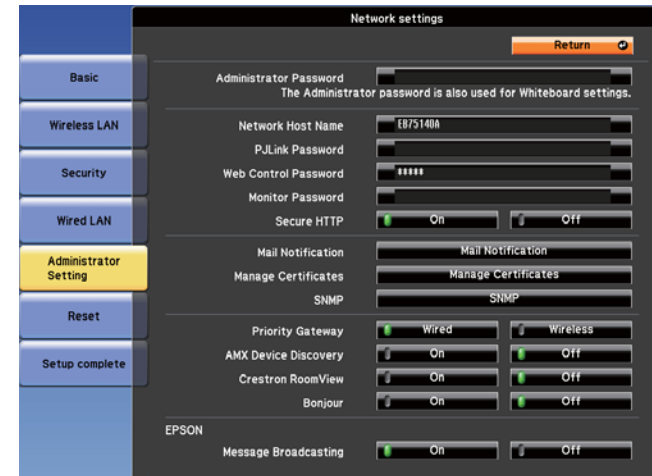 Network settings
Return
Basic
Wireless LAN
Security
Wired LAN
Administrator
Setting
Reset
Setup complete
Administrator Password
The Administrator password is also used for Whiteboard settings.
Network Host Name EB75140A
PJLink Password
Web Control Password *****
Monitor Password
Secure HTTP On Off
Mail Notification Mail Notification
Manage Certificates Manage Certificates
SNMP SNMP
Priority Gateway Wired Wireless
AMX Device Discovery On Off
Crestron RoomView On Off
Bonjour On Off
EPSON
Message Broadcasting On Off